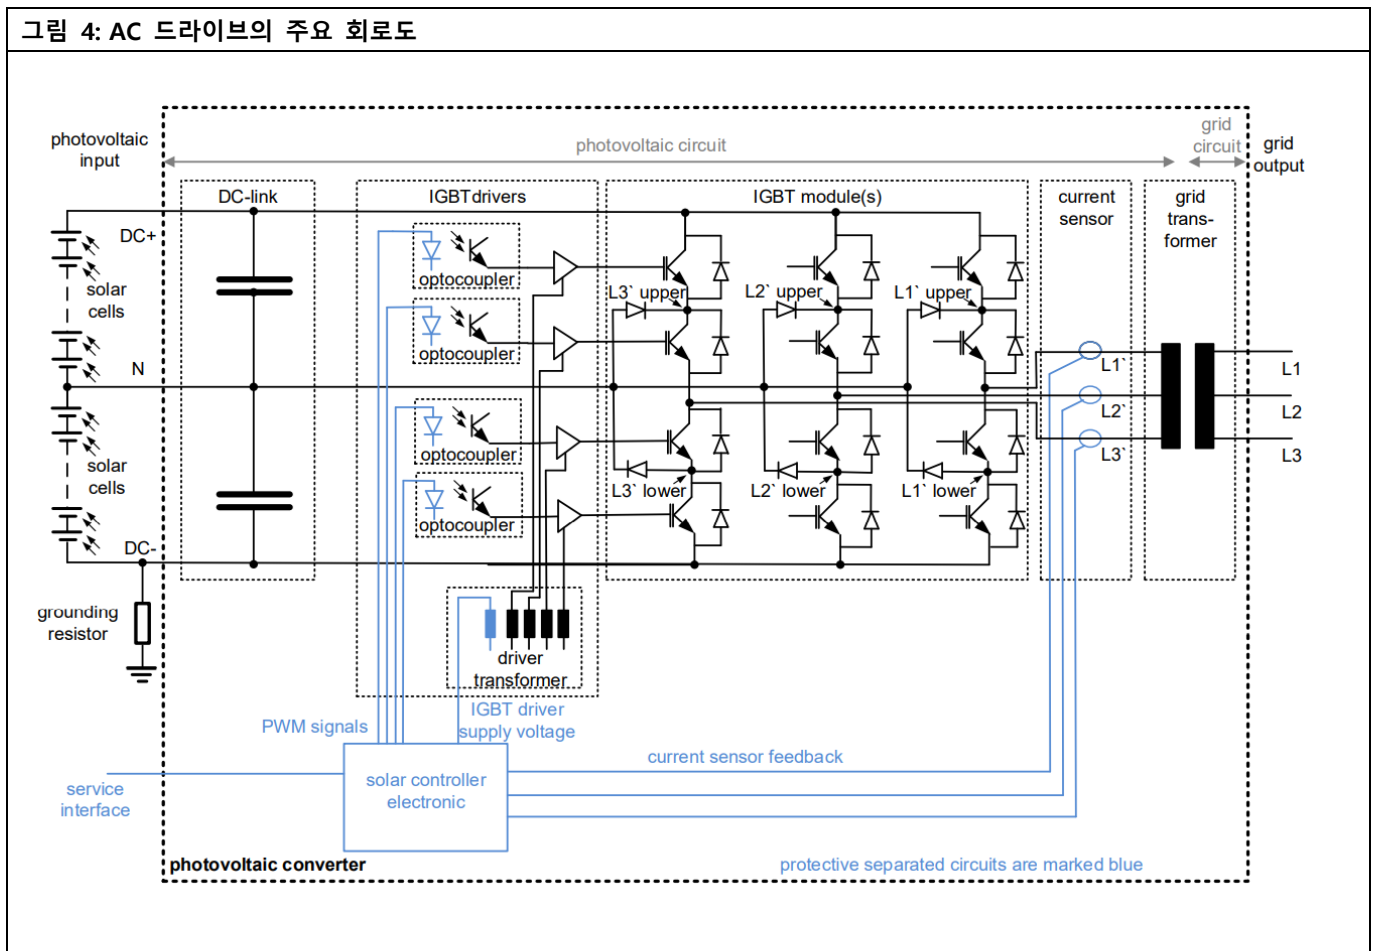 그림 4: AC 드라이브의 주요 회로도
photovoltaic
input
photovoltaic circuit
grid
circuit
grid
output
DC-link
IGBTdrivers
IGBT module(s)
current
sensor
grid
trans-
former
DC+
solar
cells
optocoupler
L3` upper
L2` upper
L1` upper
optocoupler
N
L1`
L1
L2`
L2
L3`
L3
optocoupler
solar
cells
L3` lower
L2` lower
L1` lower
optocoupler
DC-
grounding
resistor
driver
transformer
IGBT driver
supply voltage
PWM signals
current sensor feedback
solar controller
electronic
service
interface
photovoltaic converter
protective separated circuits are marked blue